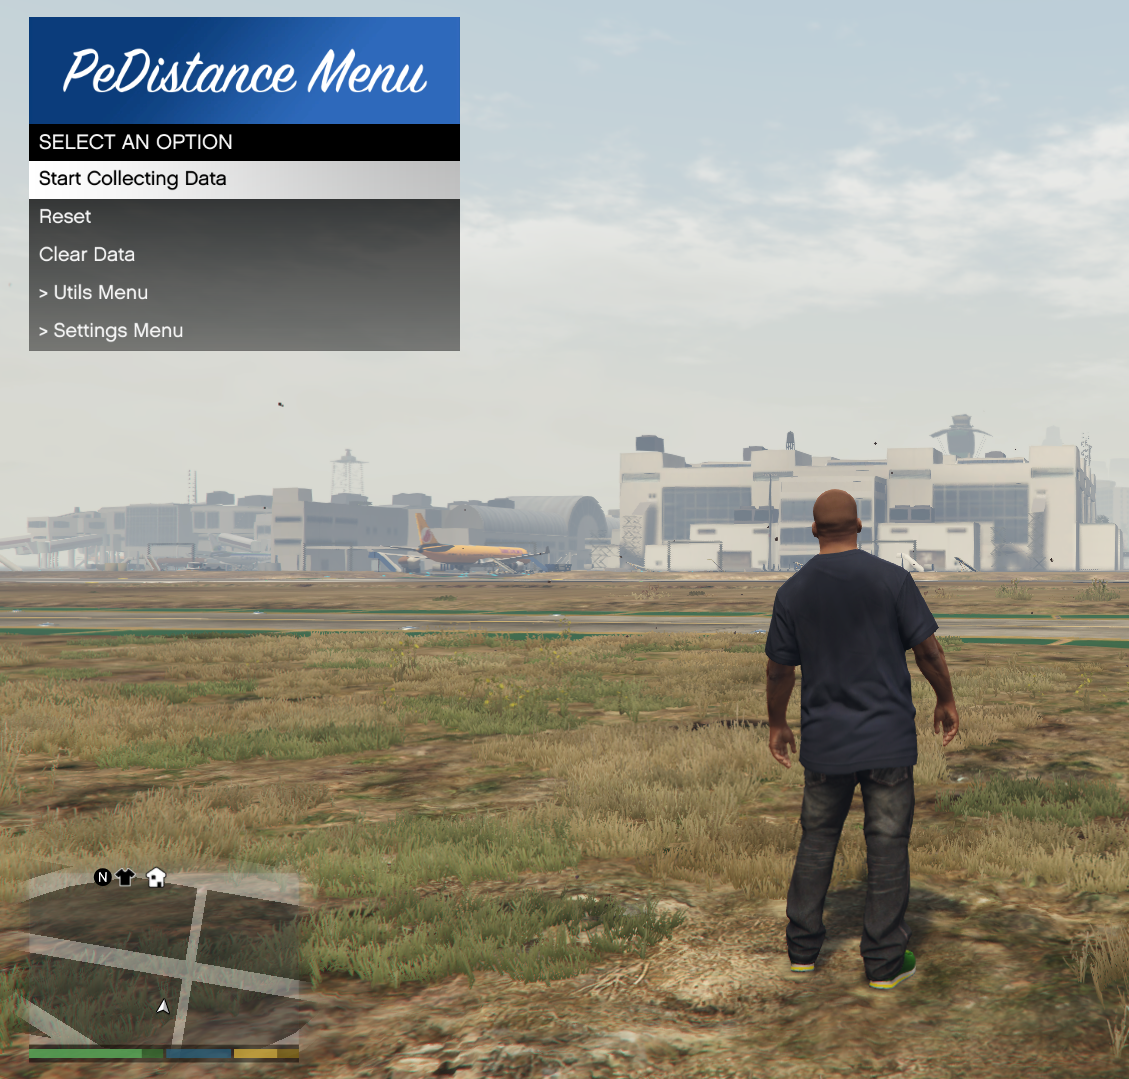 PeDistance Menu
SELECT AN OPTION
Start Collecting Data
Reset
Clear Data
> Utils Menu
> Settings Menu
N